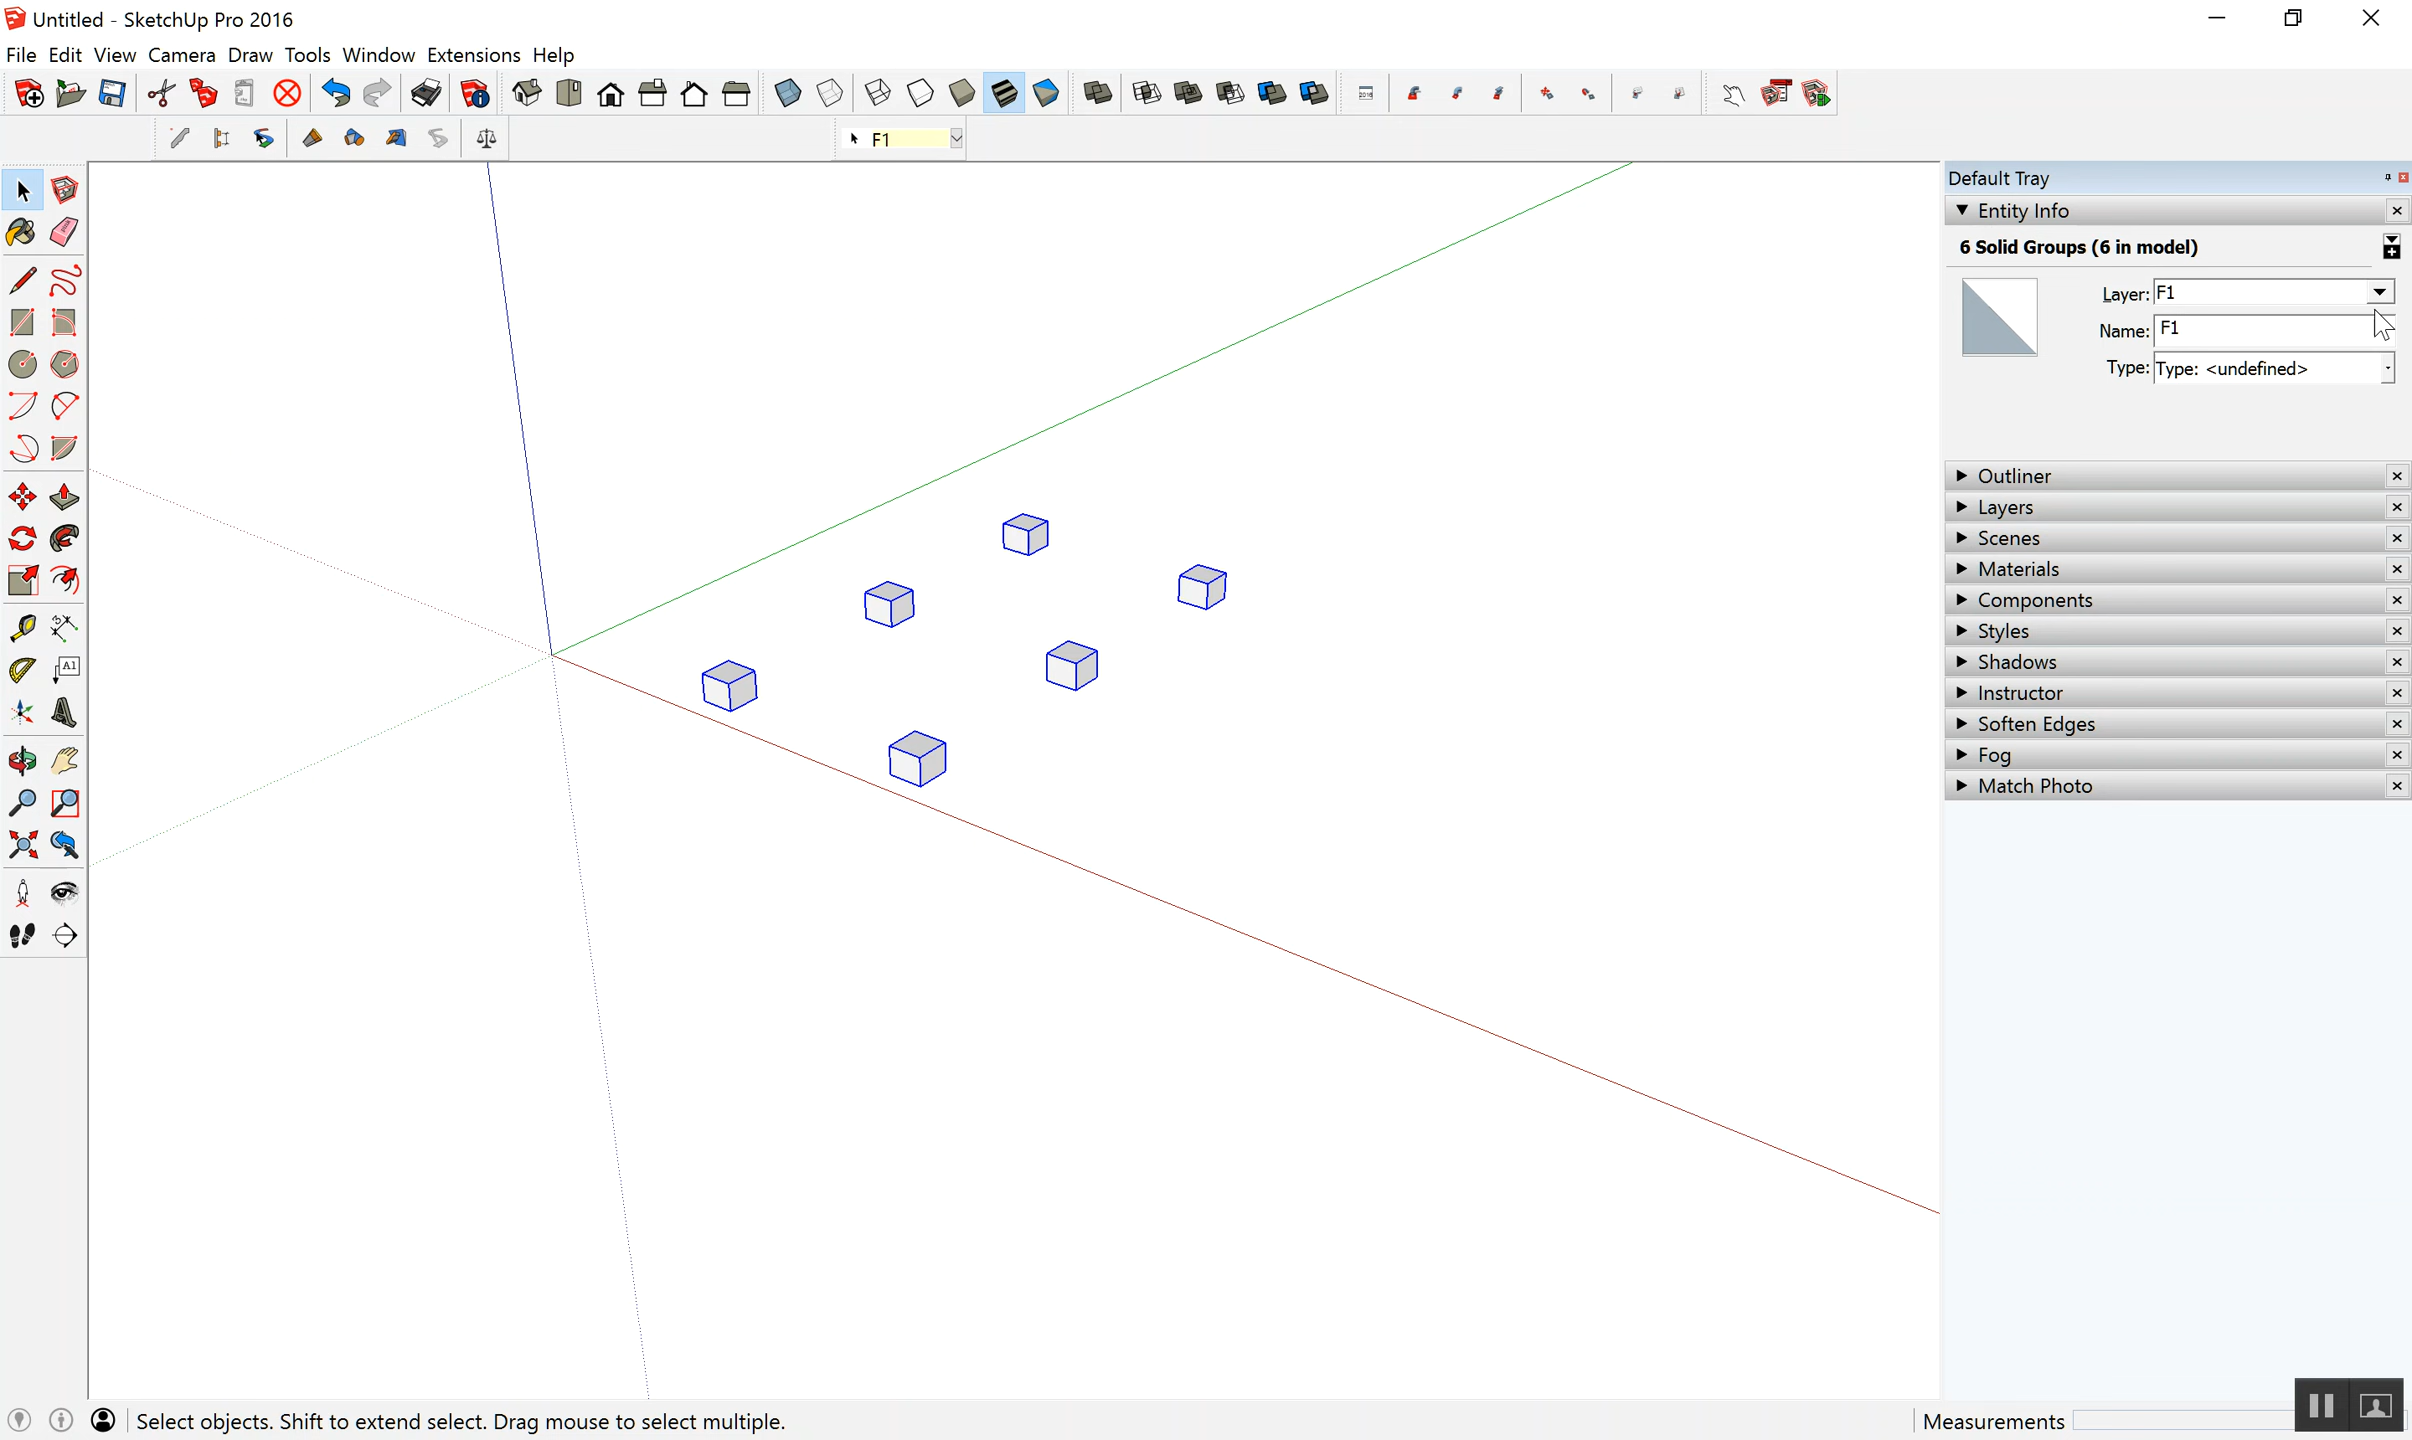 Untitled - SketchUp Pro 2016
File Edit View Camera Draw Tools Window Extensions Help
F1
Default Tray
Entity Info
6 Solid Groups (6 in model)
Layer: F1
Name: F1
Type: Type: <undefined>
Outliner
Layers
Scenes
Materials
Components
Styles
Shadows
Instructor
Soften Edges
Fog
Match Photo
A1
Select objects. Shift to extend select. Drag mouse to select multiple.
Measurements